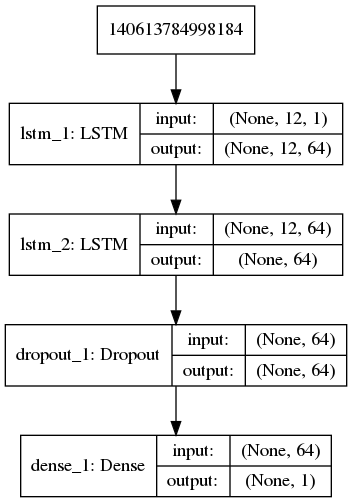 140613784998184
lstm_1: LSTM
input: (None, 12, 1)
output: (None, 12, 64)
lstm_2: LSTM
input: (None, 12, 64)
output: (None, 64)
dropout_1: Dropout
input: (None, 64)
output: (None, 64)
dense_1: Dense
input: (None, 64)
output: (None, 1)